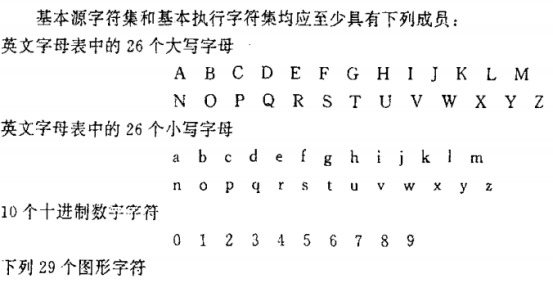 基本源字符集和基本执行字符集均应至少具有下列成员：
英文字母表中的 26 个大写字母
A B C D E F G H I J K L M
N O P Q R S T U V W X Y Z
英文字母表中的 26 个小写字母
a b c d e f g h i j k l m
n o p q r s t u v w x y z
10 个十进制数字字符
0 1 2 3 4 5 6 7 8 9
下列 29 个图形字符